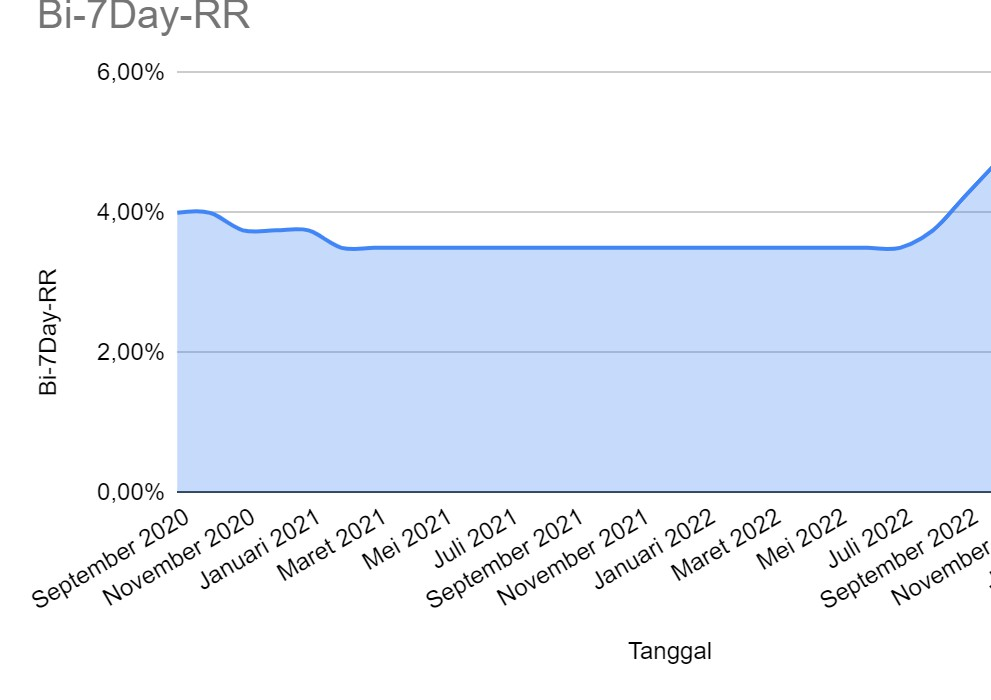 Bi-7Day-RR
6,00%
4,00%
2,00%
0,00%
Bi-7Day-RR
September 2020
November 2020
Januari 2021
Maret 2021
Mei 2021
Juli 2021
September 2021
November 2021
Januari 2022
Maret 2022
Mei 2022
Juli 2022
September 2022
November
Tanggal